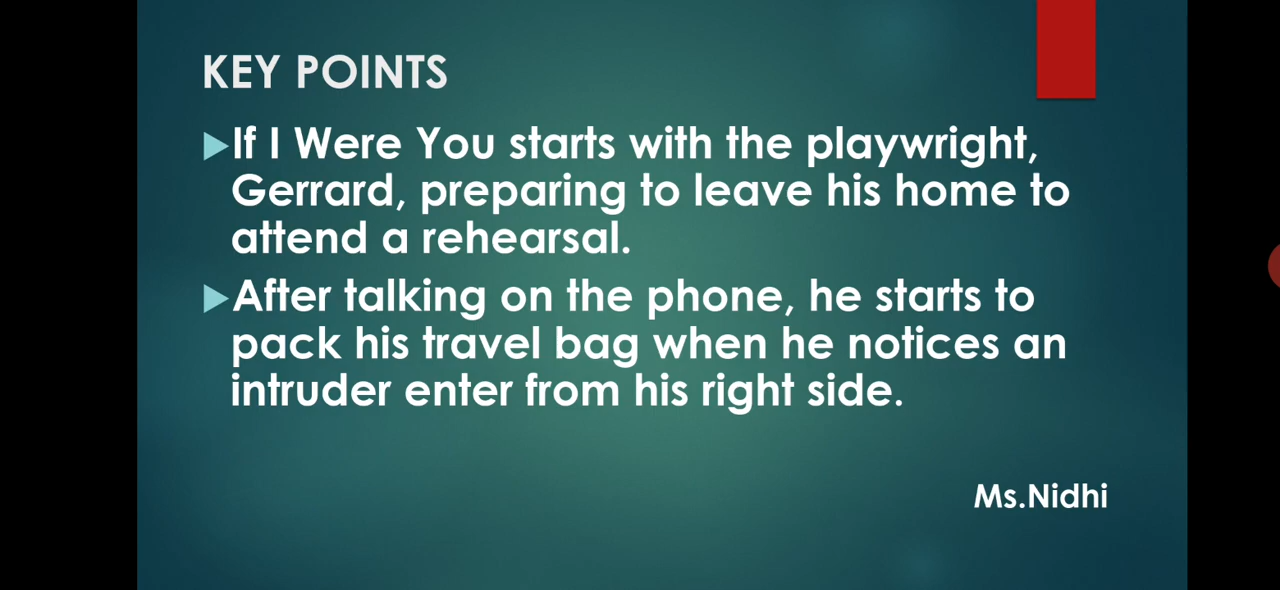 KEY POINTS
If I Were You starts with the playwright,
Gerrard, preparing to leave his home to
attend a rehearsal.
After talking on the phone, he starts to
pack his travel bag when he notices an
intruder enter from his right side.
Ms.Nidhi